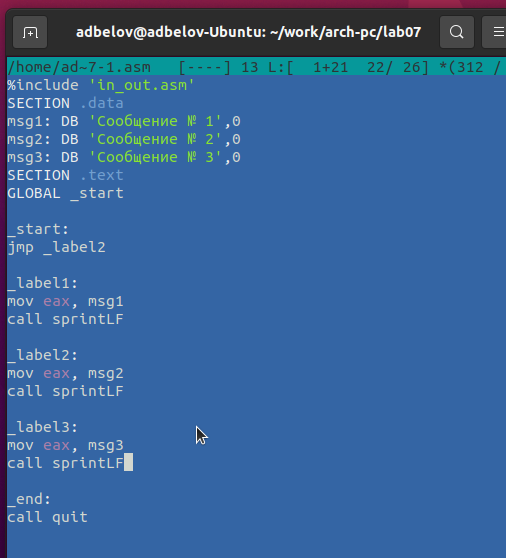 adbelov@adbelov-Ubuntu: ~/work/arch-pc/lab07
/home/ad~7-1.asm   [----] 13 L:[  1+21  22/ 26] *(312 /
%include 'in_out.asm'
SECTION .data
msg1: DB 'Сообщение № 1',0
msg2: DB 'Сообщение № 2',0
msg3: DB 'Сообщение № 3',0
SECTION .text
GLOBAL _start

_start:
jmp _label2

_label1:
mov eax, msg1
call sprintLF

_label2:
mov eax, msg2
call sprintLF

_label3:
mov eax, msg3
call sprintLF

_end:
call quit